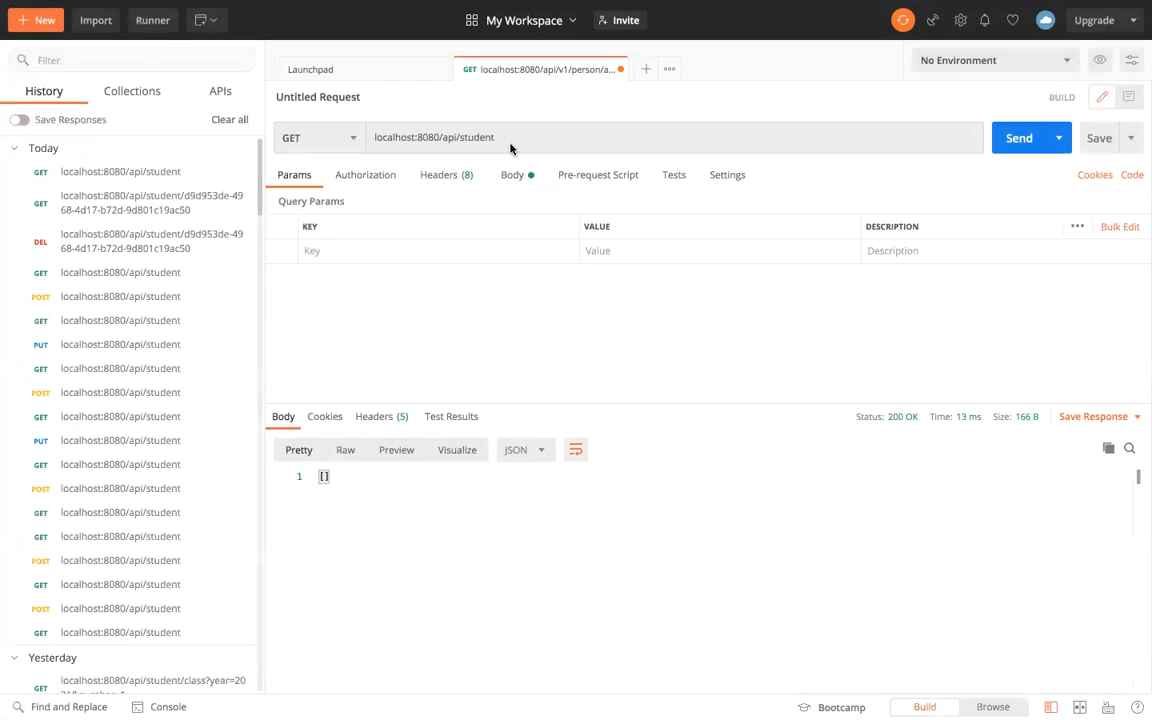 New
Import
Runner
My Workspace
Invite
Upgrade
Filter
History
Collections
APIs
Save Responses
Clear all
Today
GET localhost:8080/api/student
GET localhost:8080/api/student/d9d953de-49
68-4d17-b72d-9d801c19ac50
DEL localhost:8080/api/student/d9d953de-49
68-4d17-b72d-9d801c19ac50
GET localhost:8080/api/student
POST localhost:8080/api/student
GET localhost:8080/api/student
PUT localhost:8080/api/student
GET localhost:8080/api/student
POST localhost:8080/api/student
GET localhost:8080/api/student
PUT localhost:8080/api/student
GET localhost:8080/api/student
POST localhost:8080/api/student
GET localhost:8080/api/student
GET localhost:8080/api/student
POST localhost:8080/api/student
GET localhost:8080/api/student
POST localhost:8080/api/student
GET localhost:8080/api/student
Yesterday
GET localhost:8080/api/student/class?year=20
Launchpad
GET localhost:8080/api/v1/person/a...
No Environment
Untitled Request
BUILD
GET
localhost:8080/api/student
Send
Save
Params
Authorization
Headers (8)
Body
Pre-request Script
Tests
Settings
Cookies
Code
Query Params
KEY
VALUE
DESCRIPTION
Bulk Edit
Key
Value
Description
Body
Cookies
Headers (5)
Test Results
Status: 200 OK
Time: 13 ms
Size: 166 B
Save Response
Pretty
Raw
Preview
Visualize
JSON
1 []
Find and Replace
Console
Bootcamp
Build
Browse